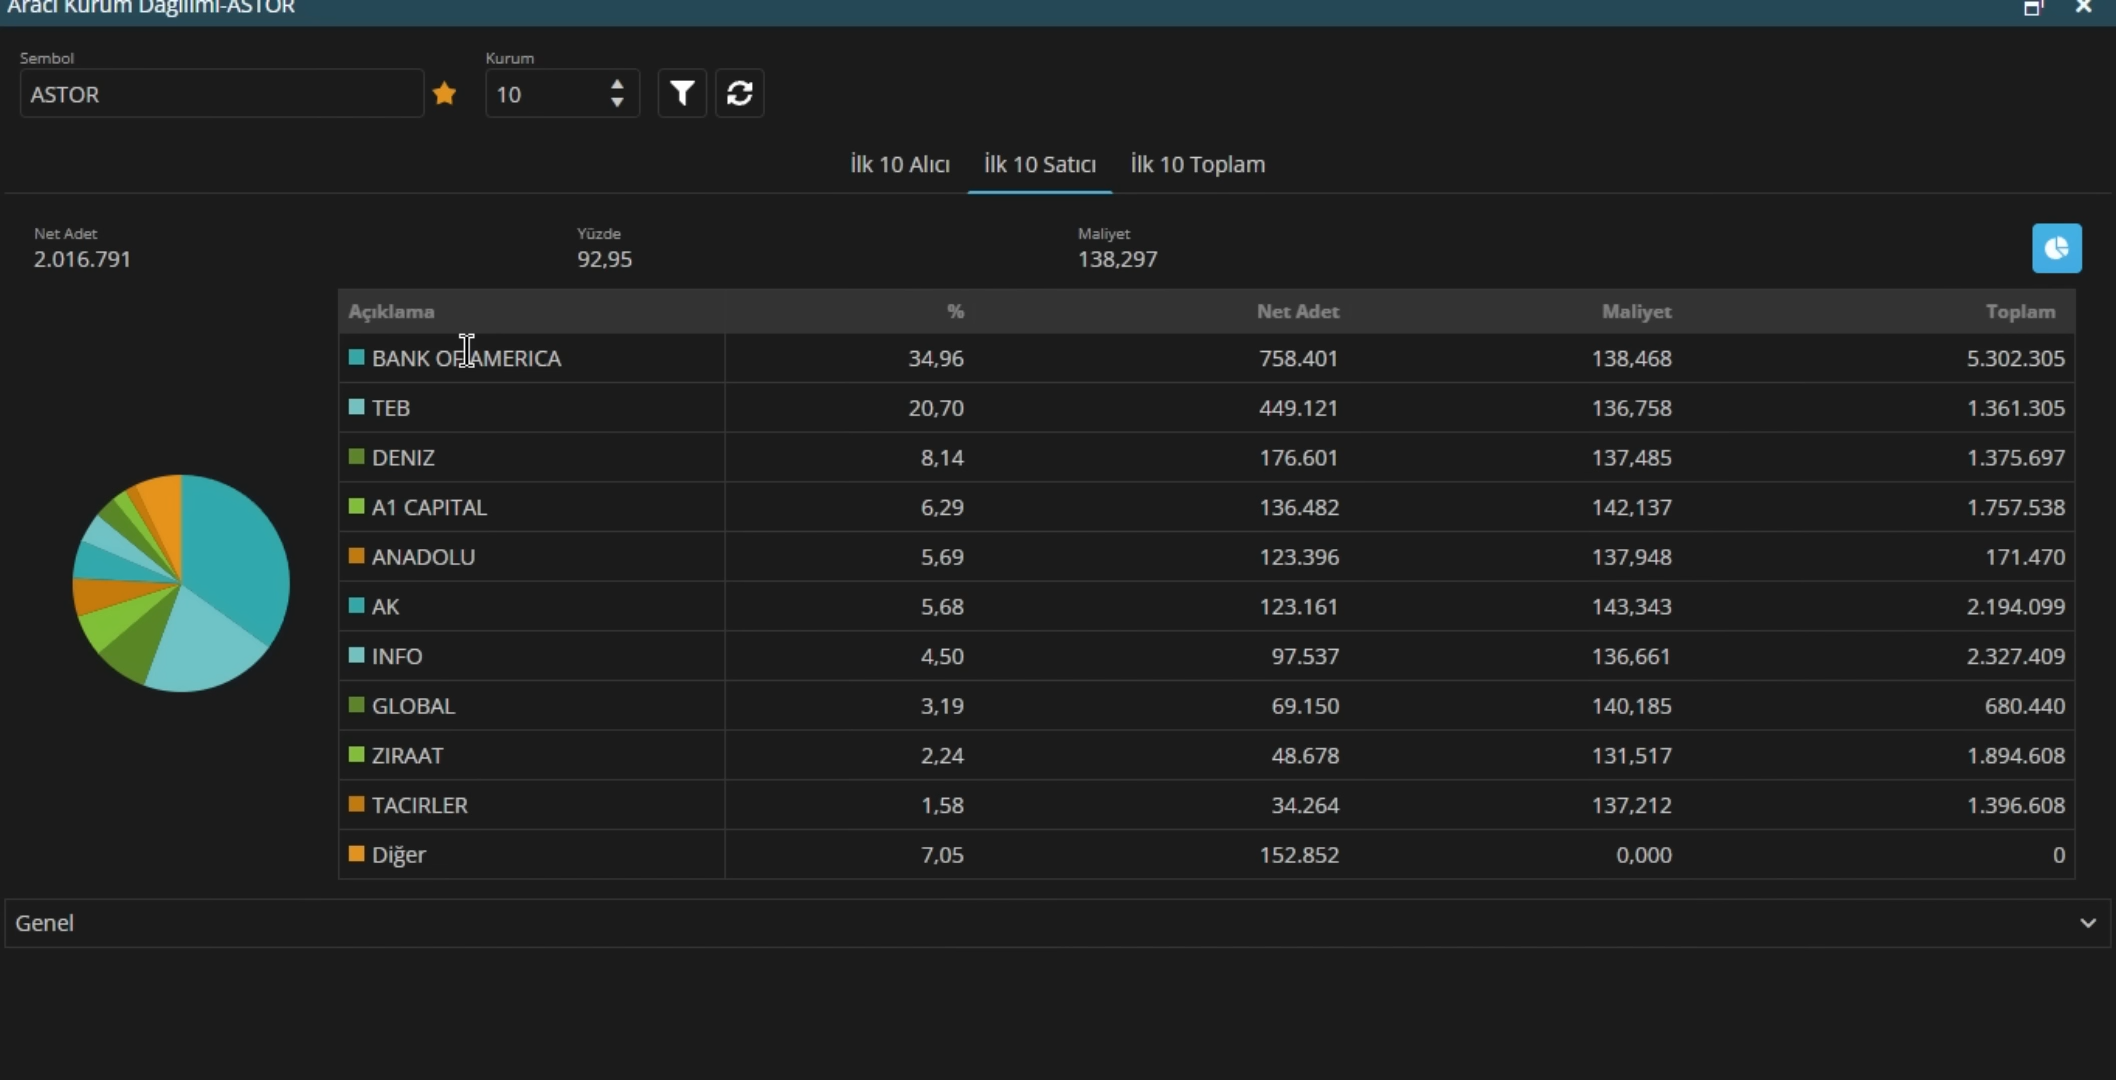 Aracı Kurum Dağılımı-ASTOR
Sembol
Kurum
ASTOR
10
İlk 10 Alıcı İlk 10 Satıcı İlk 10 Toplam
Net Adet
Yüzde
Maliyet
2.016.791
92,95
138,297
Açıklama % Net Adet Maliyet Toplam
BANK OF AMERICA 34,96 758.401 138,468 5.302.305
TEB 20,70 449.121 136,758 1.361.305
DENIZ 8,14 176.601 137,485 1.375.697
A1 CAPITAL 6,29 136.482 142,137 1.757.538
ANADOLU 5,69 123.396 137,948 171.470
AK 5,68 123.161 143,343 2.194.099
INFO 4,50 97.537 136,661 2.327.409
GLOBAL 3,19 69.150 140,185 680.440
ZIRAAT 2,24 48.678 131,517 1.894.608
TACIRLER 1,58 34.264 137,212 1.396.608
Diğer 7,05 152.852 0,000 0
Genel